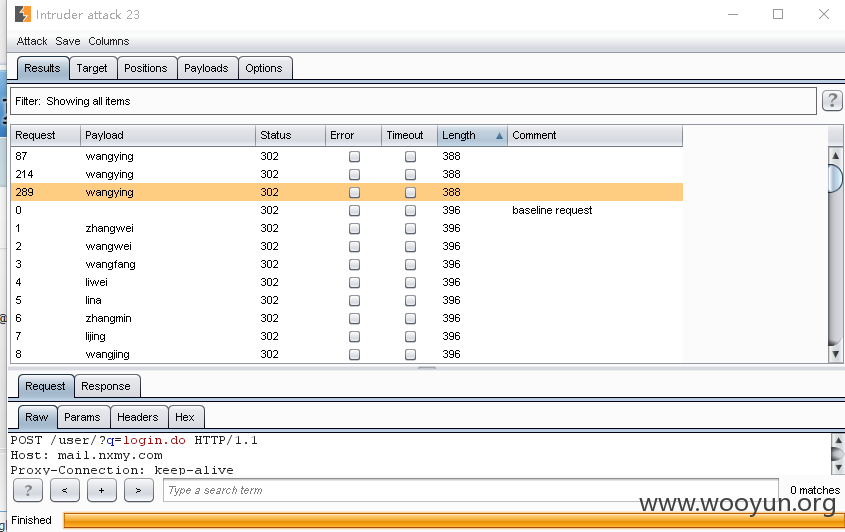 Intruder attack 23
Attack Save Columns
Results Target Positions Payloads Options
Filter: Showing all items ?
Request Payload Status Error Timeout Length Comment
87 wangying 302 388
214 wangying 302 388
289 wangying 302 388
0 302 396 baseline request
1 zhangwei 302 396
2 wangwei 302 396
3 wangfang 302 396
4 liwei 302 396
5 lina 302 396
6 zhangmin 302 396
7 lijing 302 396
8 wangjing 302 396
Request Response
Raw Params Headers Hex
POST /user/?q=login.do HTTP/1.1
Host: mail.nxmy.com
Proxy-Connection: keep-alive
? < + > Type a search term 0 matches
www.wooyun.org
Finished